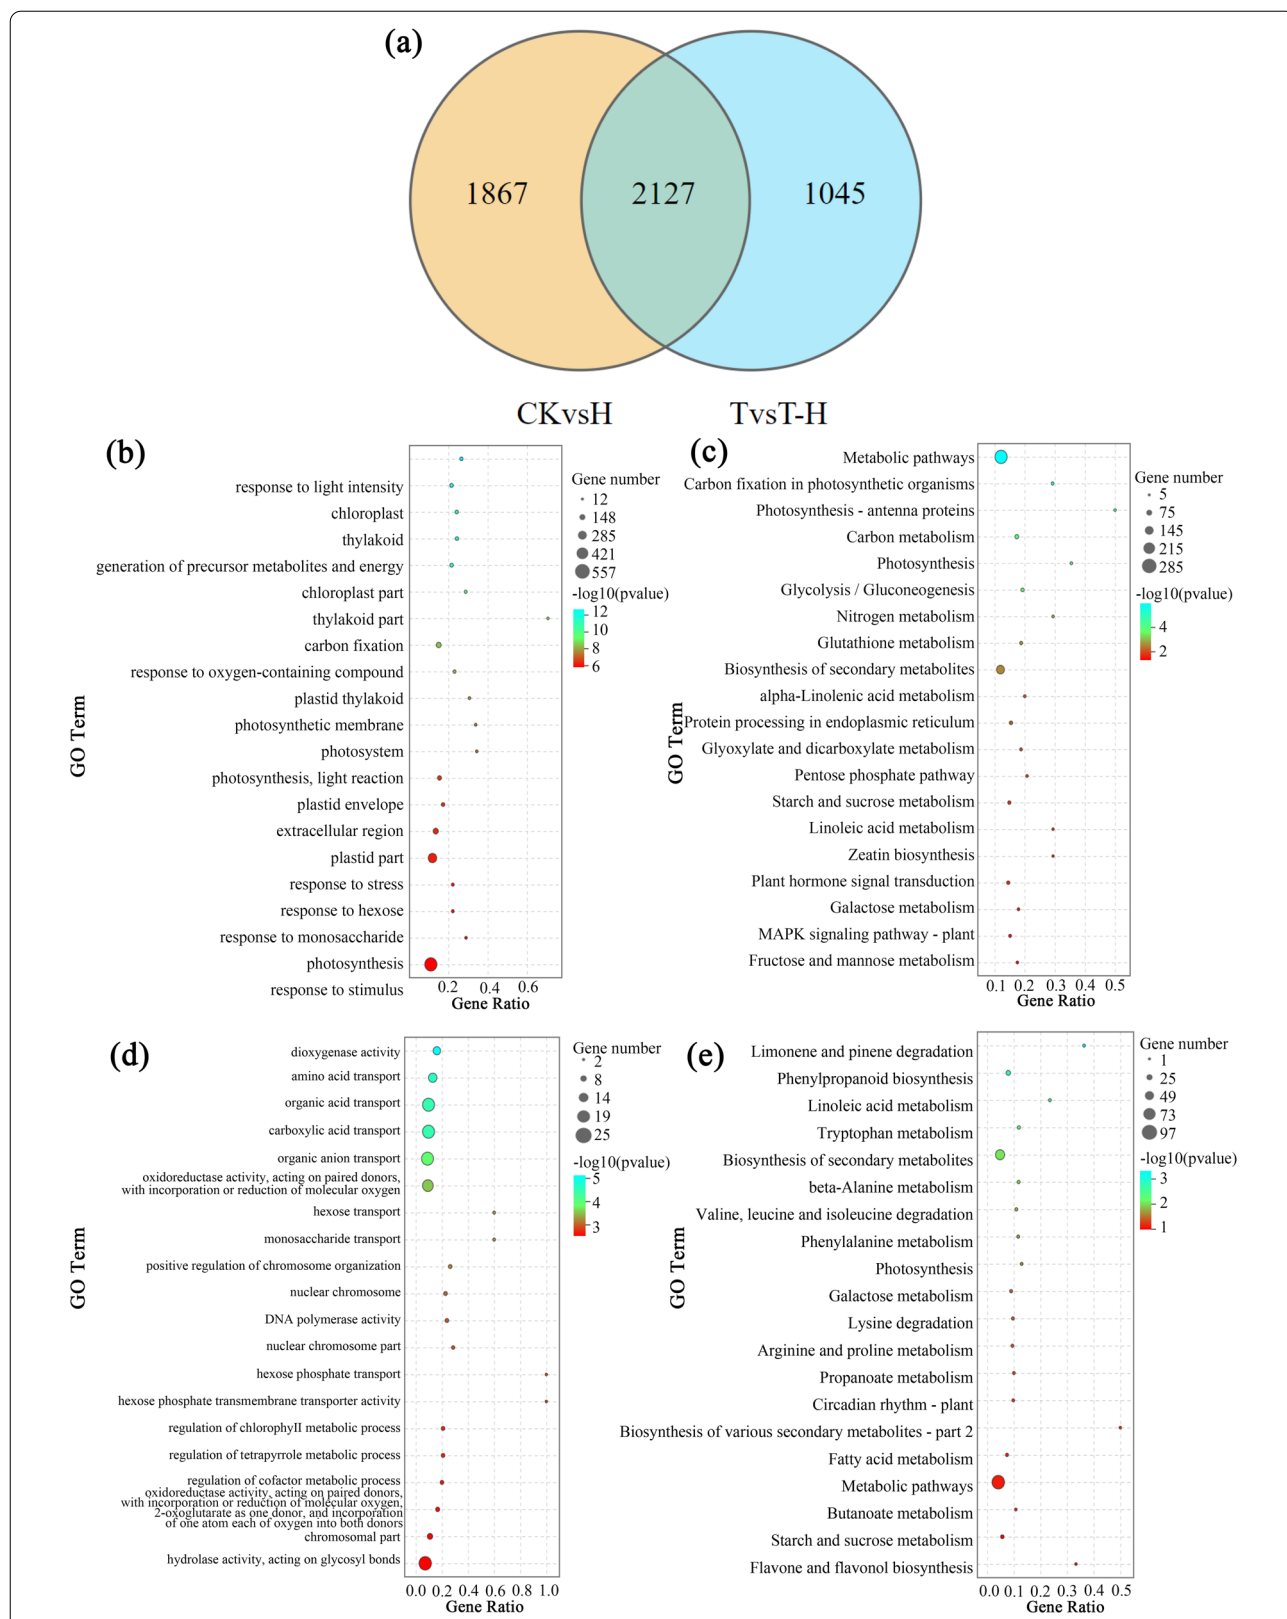 (a)
1867
2127
1045
CKvsH
TvsT-H
(b)
response to light intensity
chloroplast
thylakoid
generation of precursor metabolites and energy
chloroplast part
thylakoid part
carbon fixation
response to oxygen-containing compound
plastid thylakoid
photosynthetic membrane
photosystem
photosynthesis, light reaction
plastid envelope
extracellular region
plastid part
response to stress
response to hexose
response to monosaccharide
photosynthesis
response to stimulus
GO Term
0.2 0.4 0.6
Gene Ratio
Gene number
12
148
285
421
557
-log10(pvalue)
12
10
8
6
(c)
Metabolic pathways
Carbon fixation in photosynthetic organisms
Photosynthesis - antenna proteins
Carbon metabolism
Photosynthesis
Glycolysis / Gluconeogenesis
Nitrogen metabolism
Glutathione metabolism
Biosynthesis of secondary metabolites
alpha-Linolenic acid metabolism
Protein processing in endoplasmic reticulum
Glyoxylate and dicarboxylate metabolism
Pentose phosphate pathway
Starch and sucrose metabolism
Linoleic acid metabolism
Zeatin biosynthesis
Plant hormone signal transduction
Galactose metabolism
MAPK signaling pathway - plant
Fructose and mannose metabolism
GO Term
0.1 0.2 0.3 0.4 0.5
Gene Ratio
Gene number
5
75
145
215
285
-log10(pvalue)
4
2
(d)
dioxygenase activity
amino acid transport
organic acid transport
carboxylic acid transport
organic anion transport
oxidoreductase activity, acting on paired donors,
with incorporation or reduction of molecular oxygen
hexose transport
monosaccharide transport
positive regulation of chromosome organization
nuclear chromosome
DNA polymerase activity
nuclear chromosome part
hexose phosphate transport
hexose phosphate transmembrane transporter activity
regulation of chlorophyII metabolic process
regulation of tetrapyrrole metabolic process
regulation of cofactor metabolic process
oxidoreductase activity, acting on paired donors,
with incorporation or reduction of molecular oxygen,
2-oxoglutarate as one donor, and incorporation
of one atom each of oxygen into both donors
chromosomal part
hydrolase activity, acting on glycosyl bonds
GO Term
0.0 0.2 0.4 0.6 0.8 1.0
Gene Ratio
Gene number
2
8
14
19
25
-log10(pvalue)
5
4
3
(e)
Limonene and pinene degradation
Phenylpropanoid biosynthesis
Linoleic acid metabolism
Tryptophan metabolism
Biosynthesis of secondary metabolites
beta-Alanine metabolism
Valine, leucine and isoleucine degradation
Phenylalanine metabolism
Photosynthesis
Galactose metabolism
Lysine degradation
Arginine and proline metabolism
Propanoate metabolism
Circadian rhythm - plant
Biosynthesis of various secondary metabolites - part 2
Fatty acid metabolism
Metabolic pathways
Butanoate metabolism
Starch and sucrose metabolism
Flavone and flavonol biosynthesis
GO Term
0.0 0.1 0.2 0.3 0.4 0.5
Gene Ratio
Gene number
1
25
49
73
97
-log10(pvalue)
3
2
1